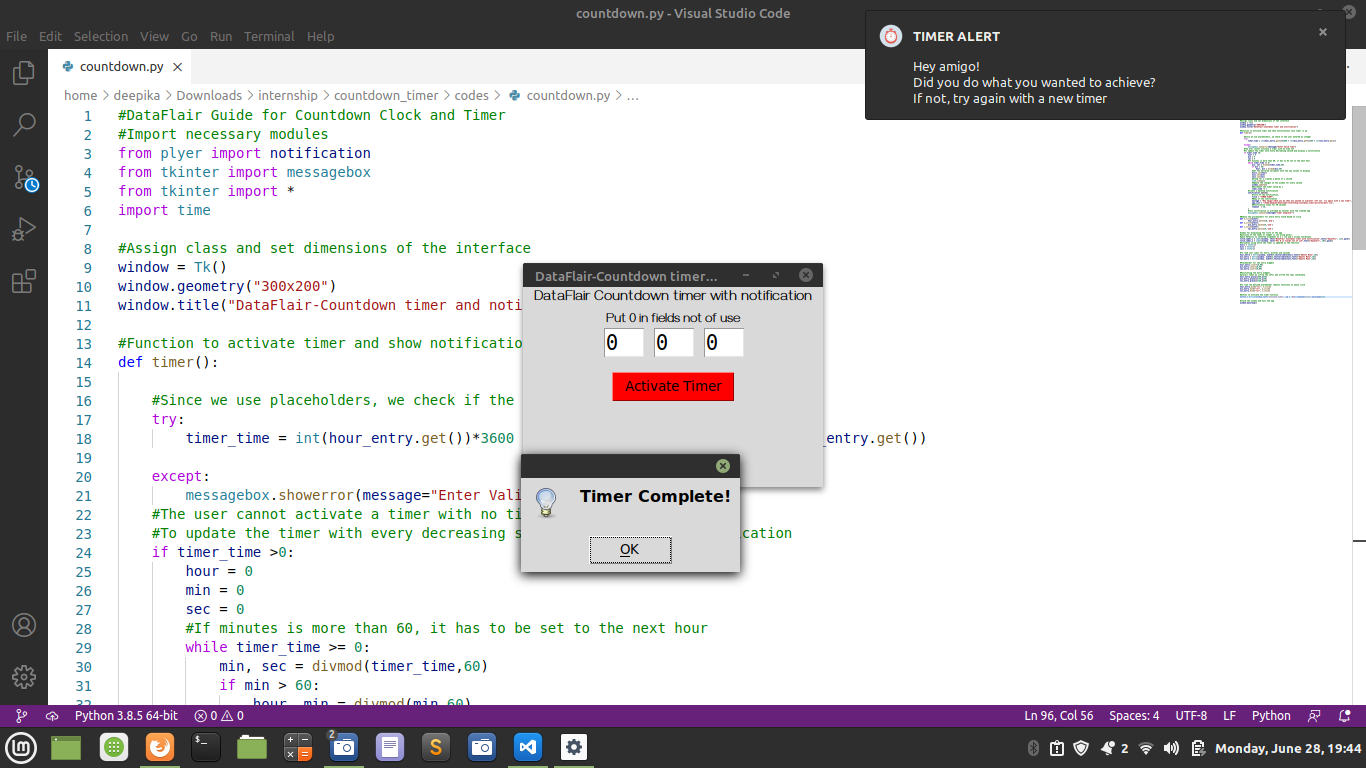 countdown.py - Visual Studio Code
File Edit Selection View Go Run Terminal Help
TIMER ALERT
Hey amigo!
Did you do what you wanted to achieve?
If not, try again with a new timer
countdown.py
home > deepika > Downloads > internship > countdown_timer > codes > countdown.py > ...
1 #DataFlair Guide for Countdown Clock and Timer
2 #Import necessary modules
3 from plyer import notification
4 from tkinter import messagebox
5 from tkinter import *
6 import time
7
8 #Assign class and set dimensions of the interface
9 window = Tk()
10 window.geometry("300x200")
11 window.title("DataFlair-Countdown timer and noti
12
13 #Function to activate timer and show notificatio
14 def timer():
15
16 #Since we use placeholders, we check if the
17 try:
18 timer_time = int(hour_entry.get())*3600 _entry.get())
19
20 except:
21 messagebox.showerror(message="Enter Vali
22 #The user cannot activate a timer with no ti
23 #To update the timer with every decreasing s ication
24 if timer_time >0:
25 hour = 0
26 min = 0
27 sec = 0
28 #If minutes is more than 60, it has to be set to the next hour
29 while timer_time >= 0:
30 min, sec = divmod(timer_time,60)
31 if min > 60:
32 hour, min = divmod(min,60)
DataFlair-Countdown timer...
DataFlair Countdown timer with notification
Put 0 in fields not of use
0 0 0
Activate Timer
Timer Complete!
OK
Python 3.8.5 64-bit 0 0 Ln 96, Col 56 Spaces: 4 UTF-8 LF Python
2 2 Monday, June 28, 19:44